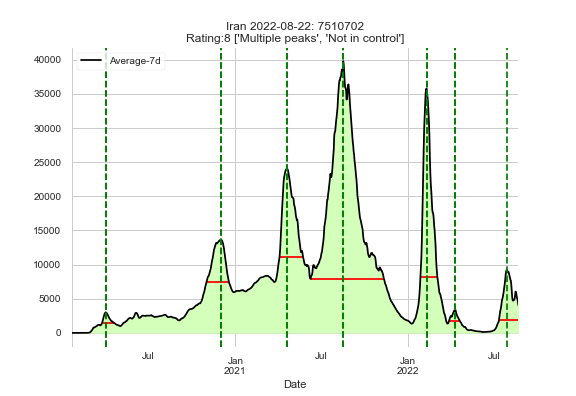 Iran 2022-08-22: 7510702
Rating:8 ['Multiple peaks', 'Not in control']
Average-7d
40000
35000
30000
25000
20000
15000
10000
5000
0
Jul
Jan
2021
Jul
Jan
2022
Jul
Date